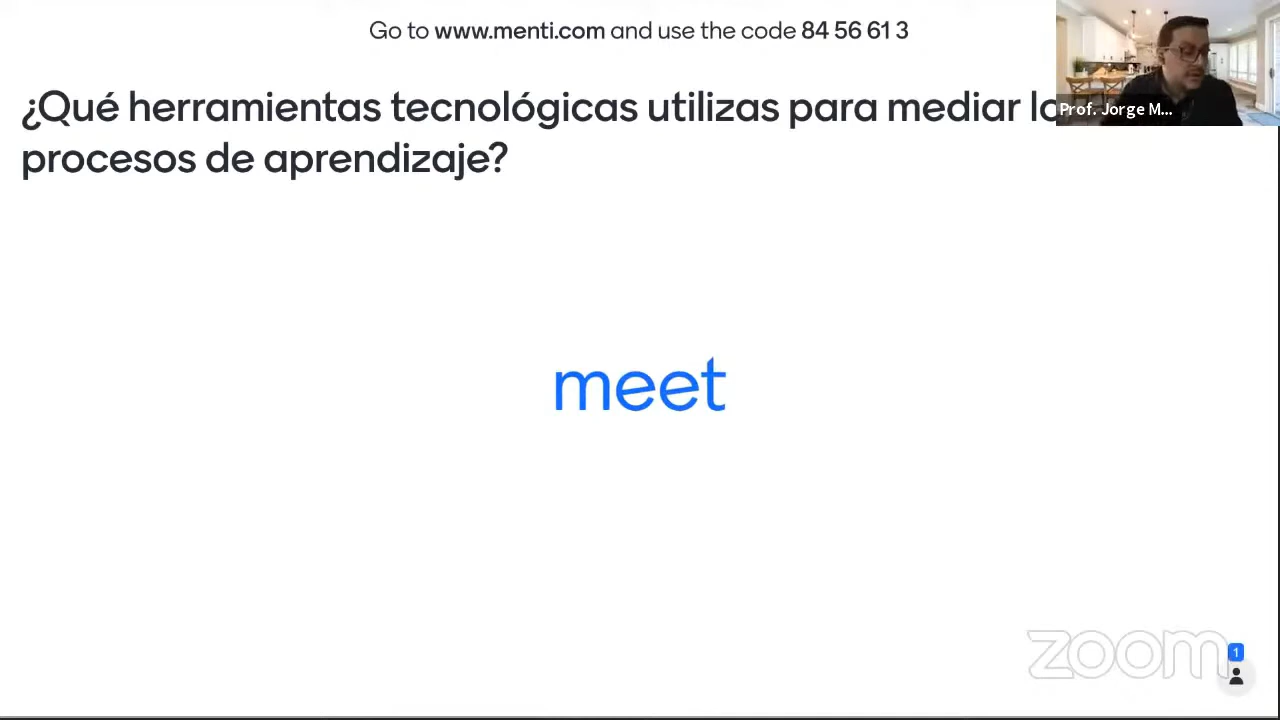 Go to www.menti.com and use the code 84 56 61 3
¿Qué herramientas tecnológicas utilizas para mediar lo
procesos de aprendizaje?
Prof. Jorge M...
meet
zoom
1